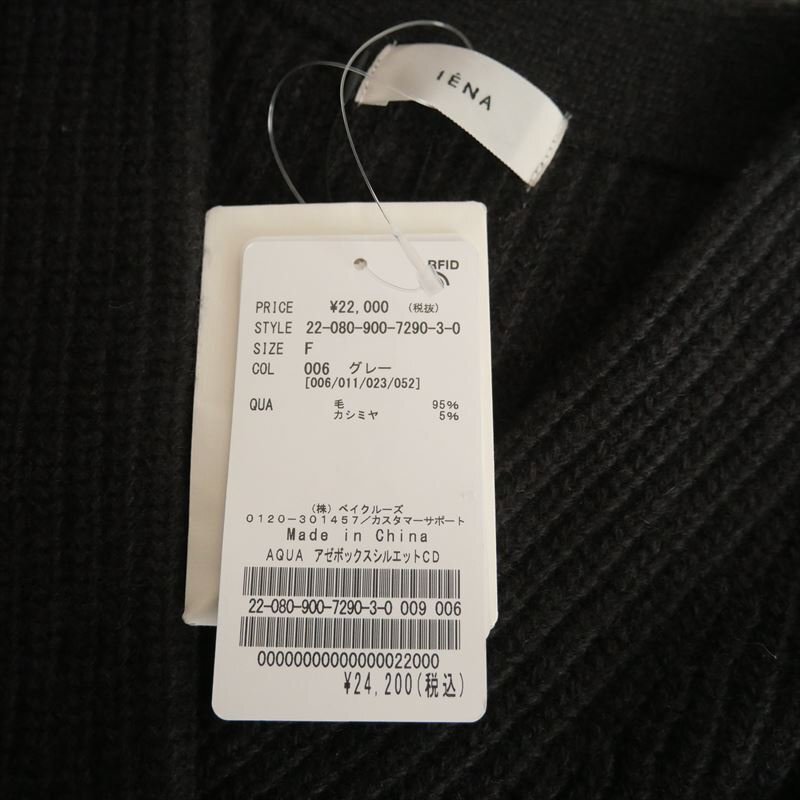 IÉNA
RFID
PRICE ¥22,000 (税抜)
STYLE 22-080-900-7290-3-0
SIZE F
COL 006 グレー
[006/011/023/052]
QUA 毛 95%
カシミヤ 5%
(株) ベイクルーズ
0120-301457/カスタマーサポート
Made in China
AQUA アゼボックスシルエットCD
22-080-900-7290-3-0 009 006
00000000000000022000
¥24,200(税込)